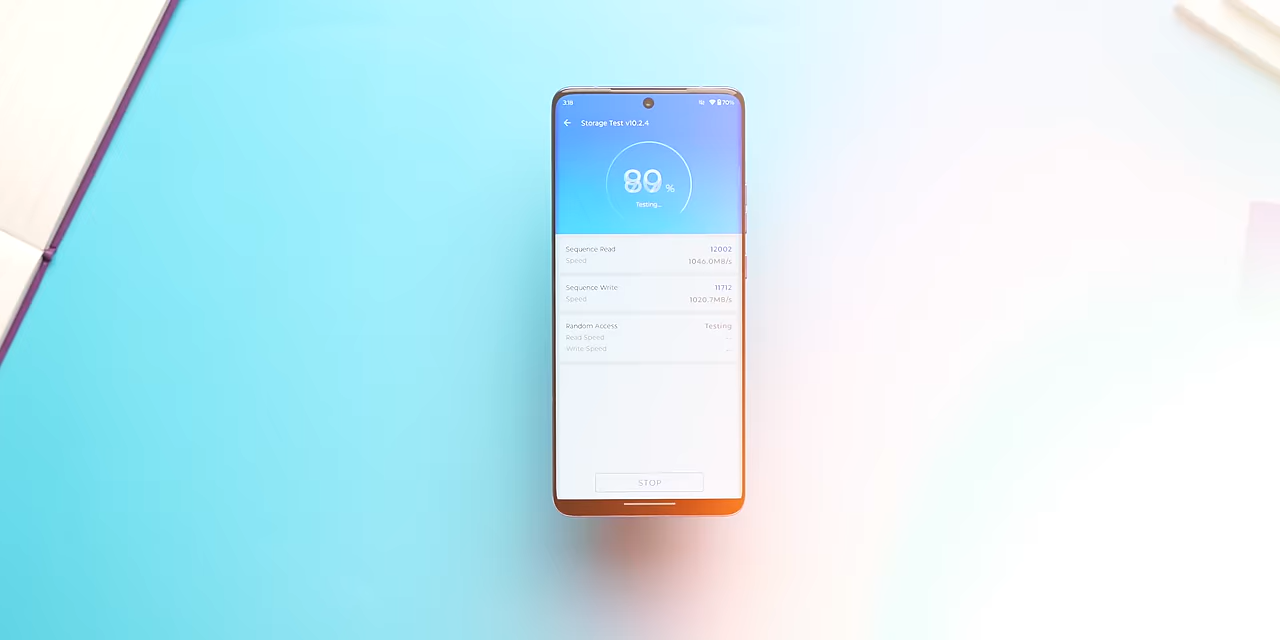 3:18 70%
Storage Test v10.2.4
%
Testing...
Sequence Read 12002
Speed 1046.0MB/s
Sequence Write 11712
Speed 1020.7MB/s
Random Access Testing
Read Speed ...
Write Speed ...
STOP